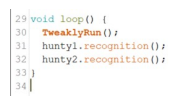 29 void loop() {
30 TweaklyRun();
31 hunty1.recognition();
32 hunty2.recognition();
33 }
34